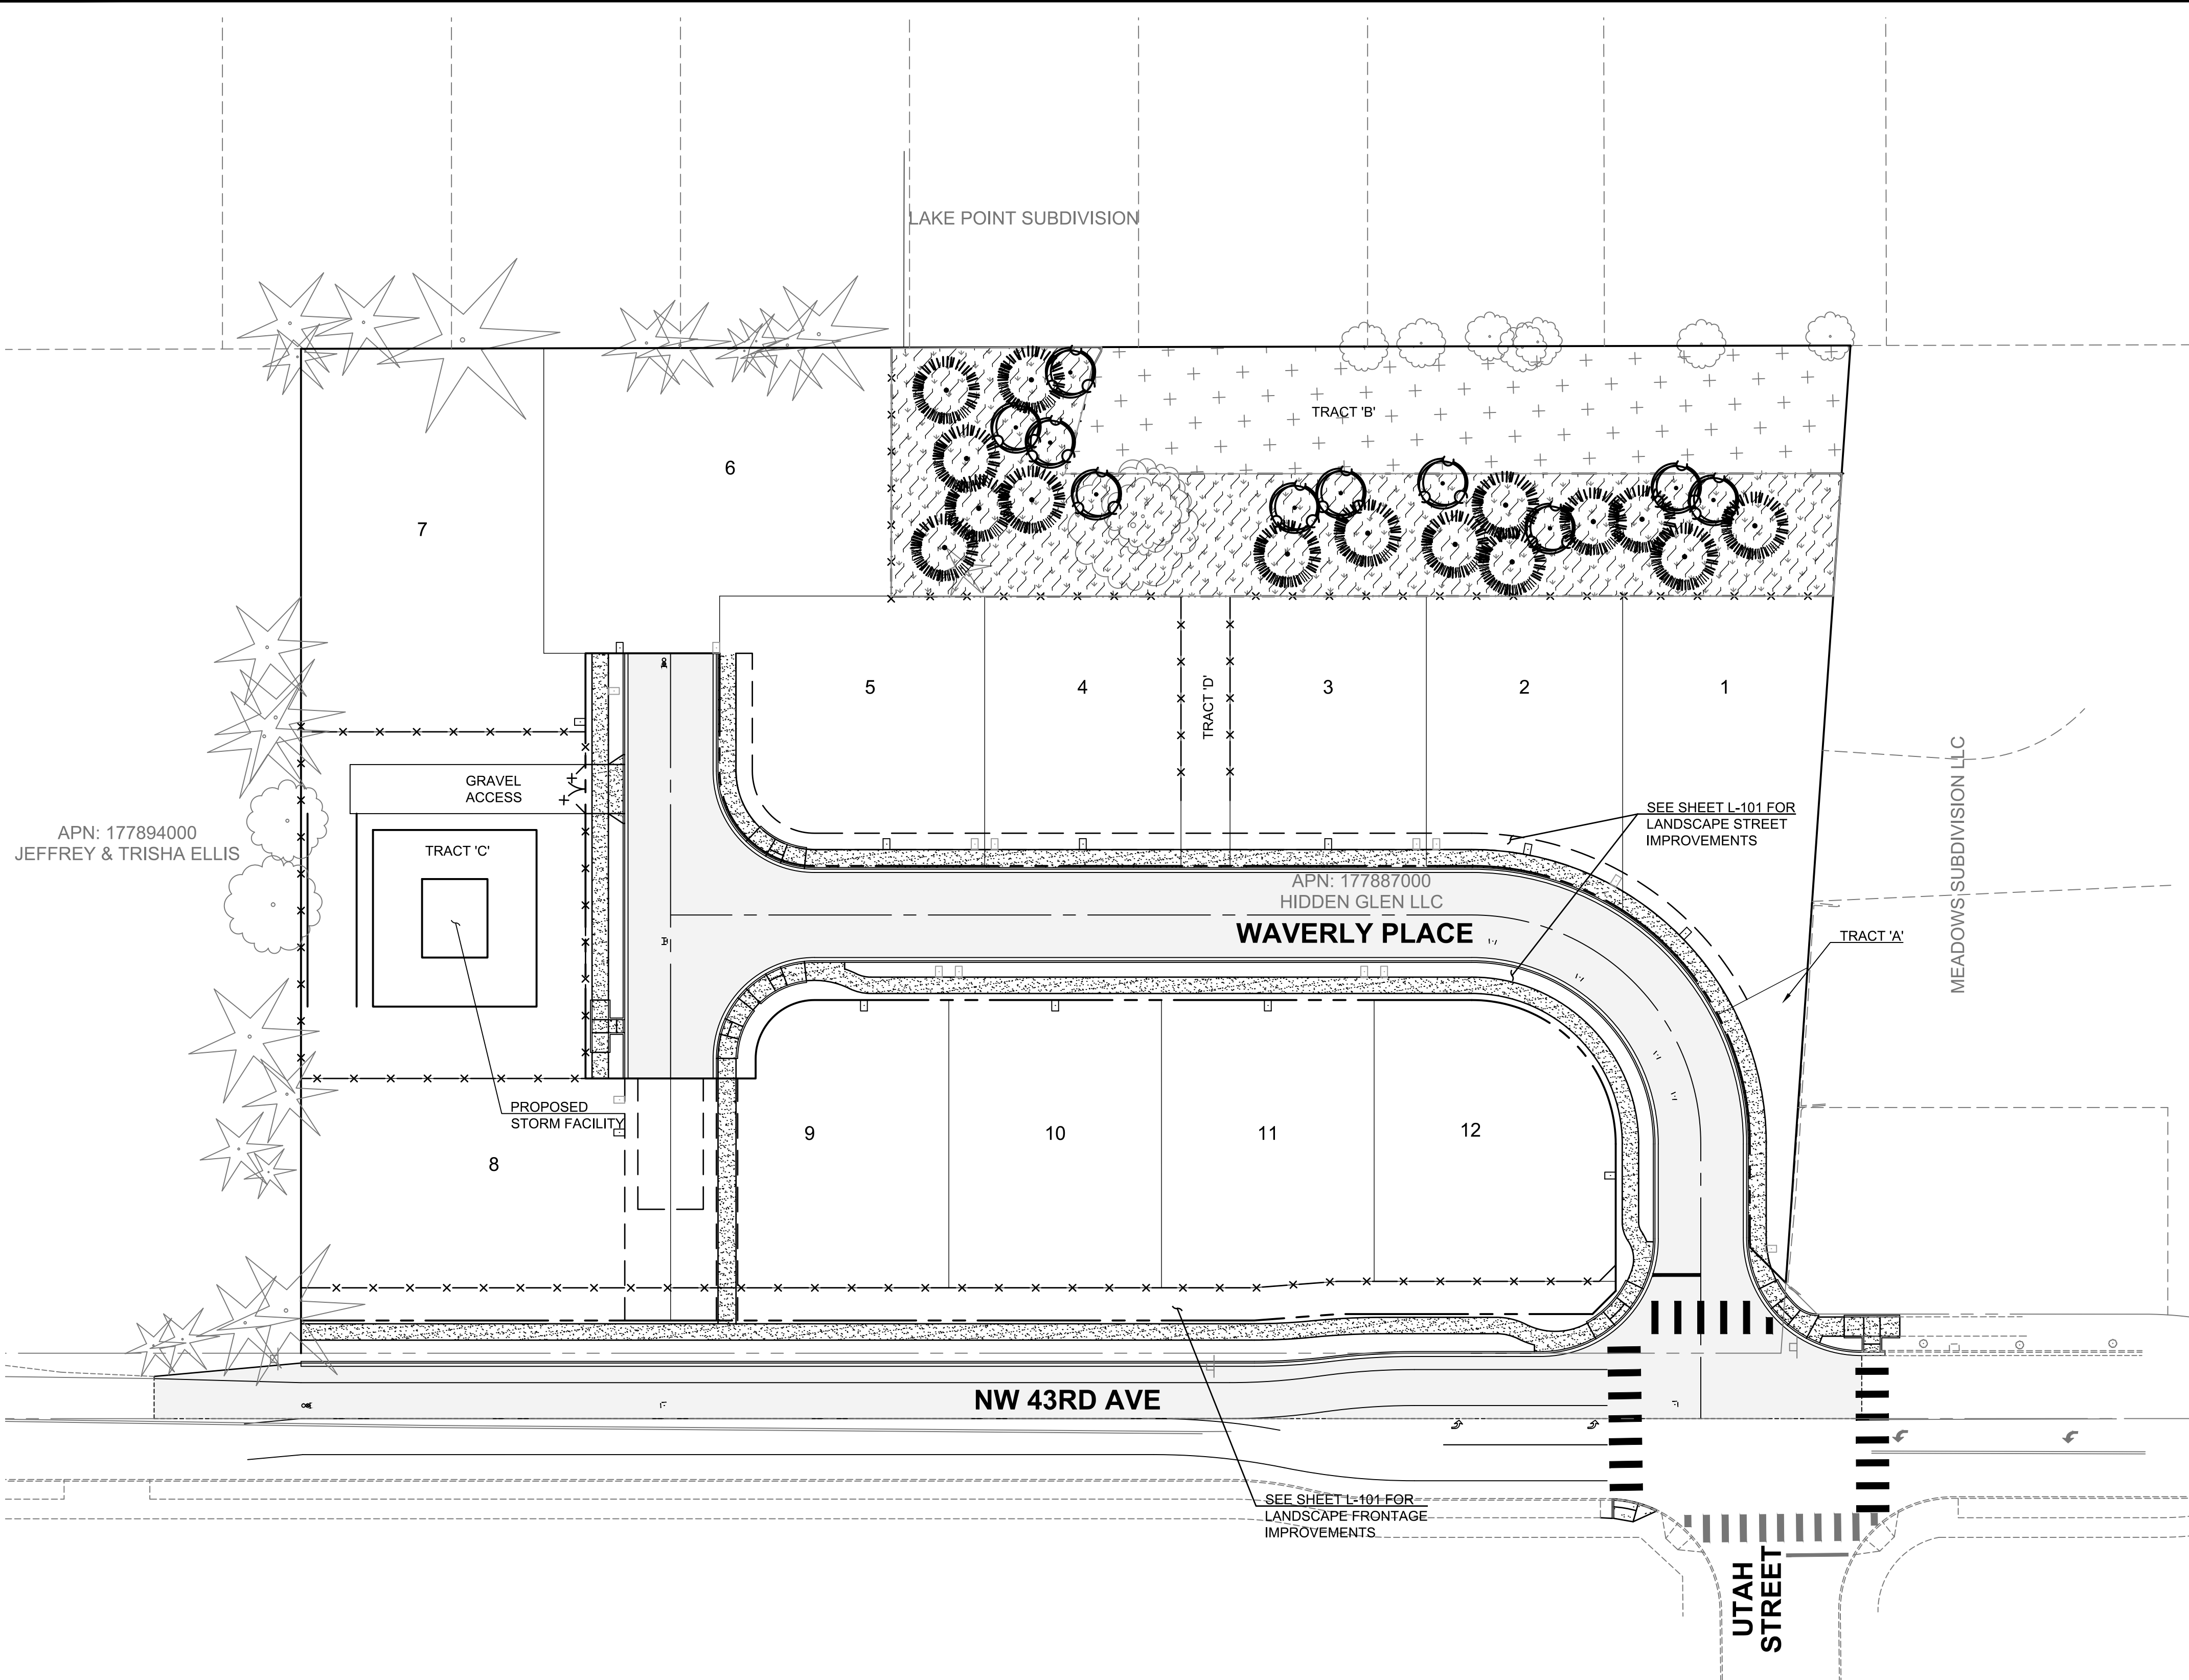 LAKE POINT SUBDIVISION
TRACT 'B'
6
7
5
4
TRACT 'D'
3
2
1
GRAVEL
ACCESS
SEE SHEET L-101 FOR
LANDSCAPE STREET
IMPROVEMENTS
MEADOWS SUBDIVISION LLC
APN: 177894000
JEFFREY & TRISHA ELLIS
TRACT 'C'
APN: 177887000
HIDDEN GLEN LLC
WAVERLY PLACE
TRACT 'A'
PROPOSED
STORM FACILITY
8
9
10
11
12
NW 43RD AVE
SEE SHEET L-101 FOR
LANDSCAPE FRONTAGE
IMPROVEMENTS
UTAH
STREET